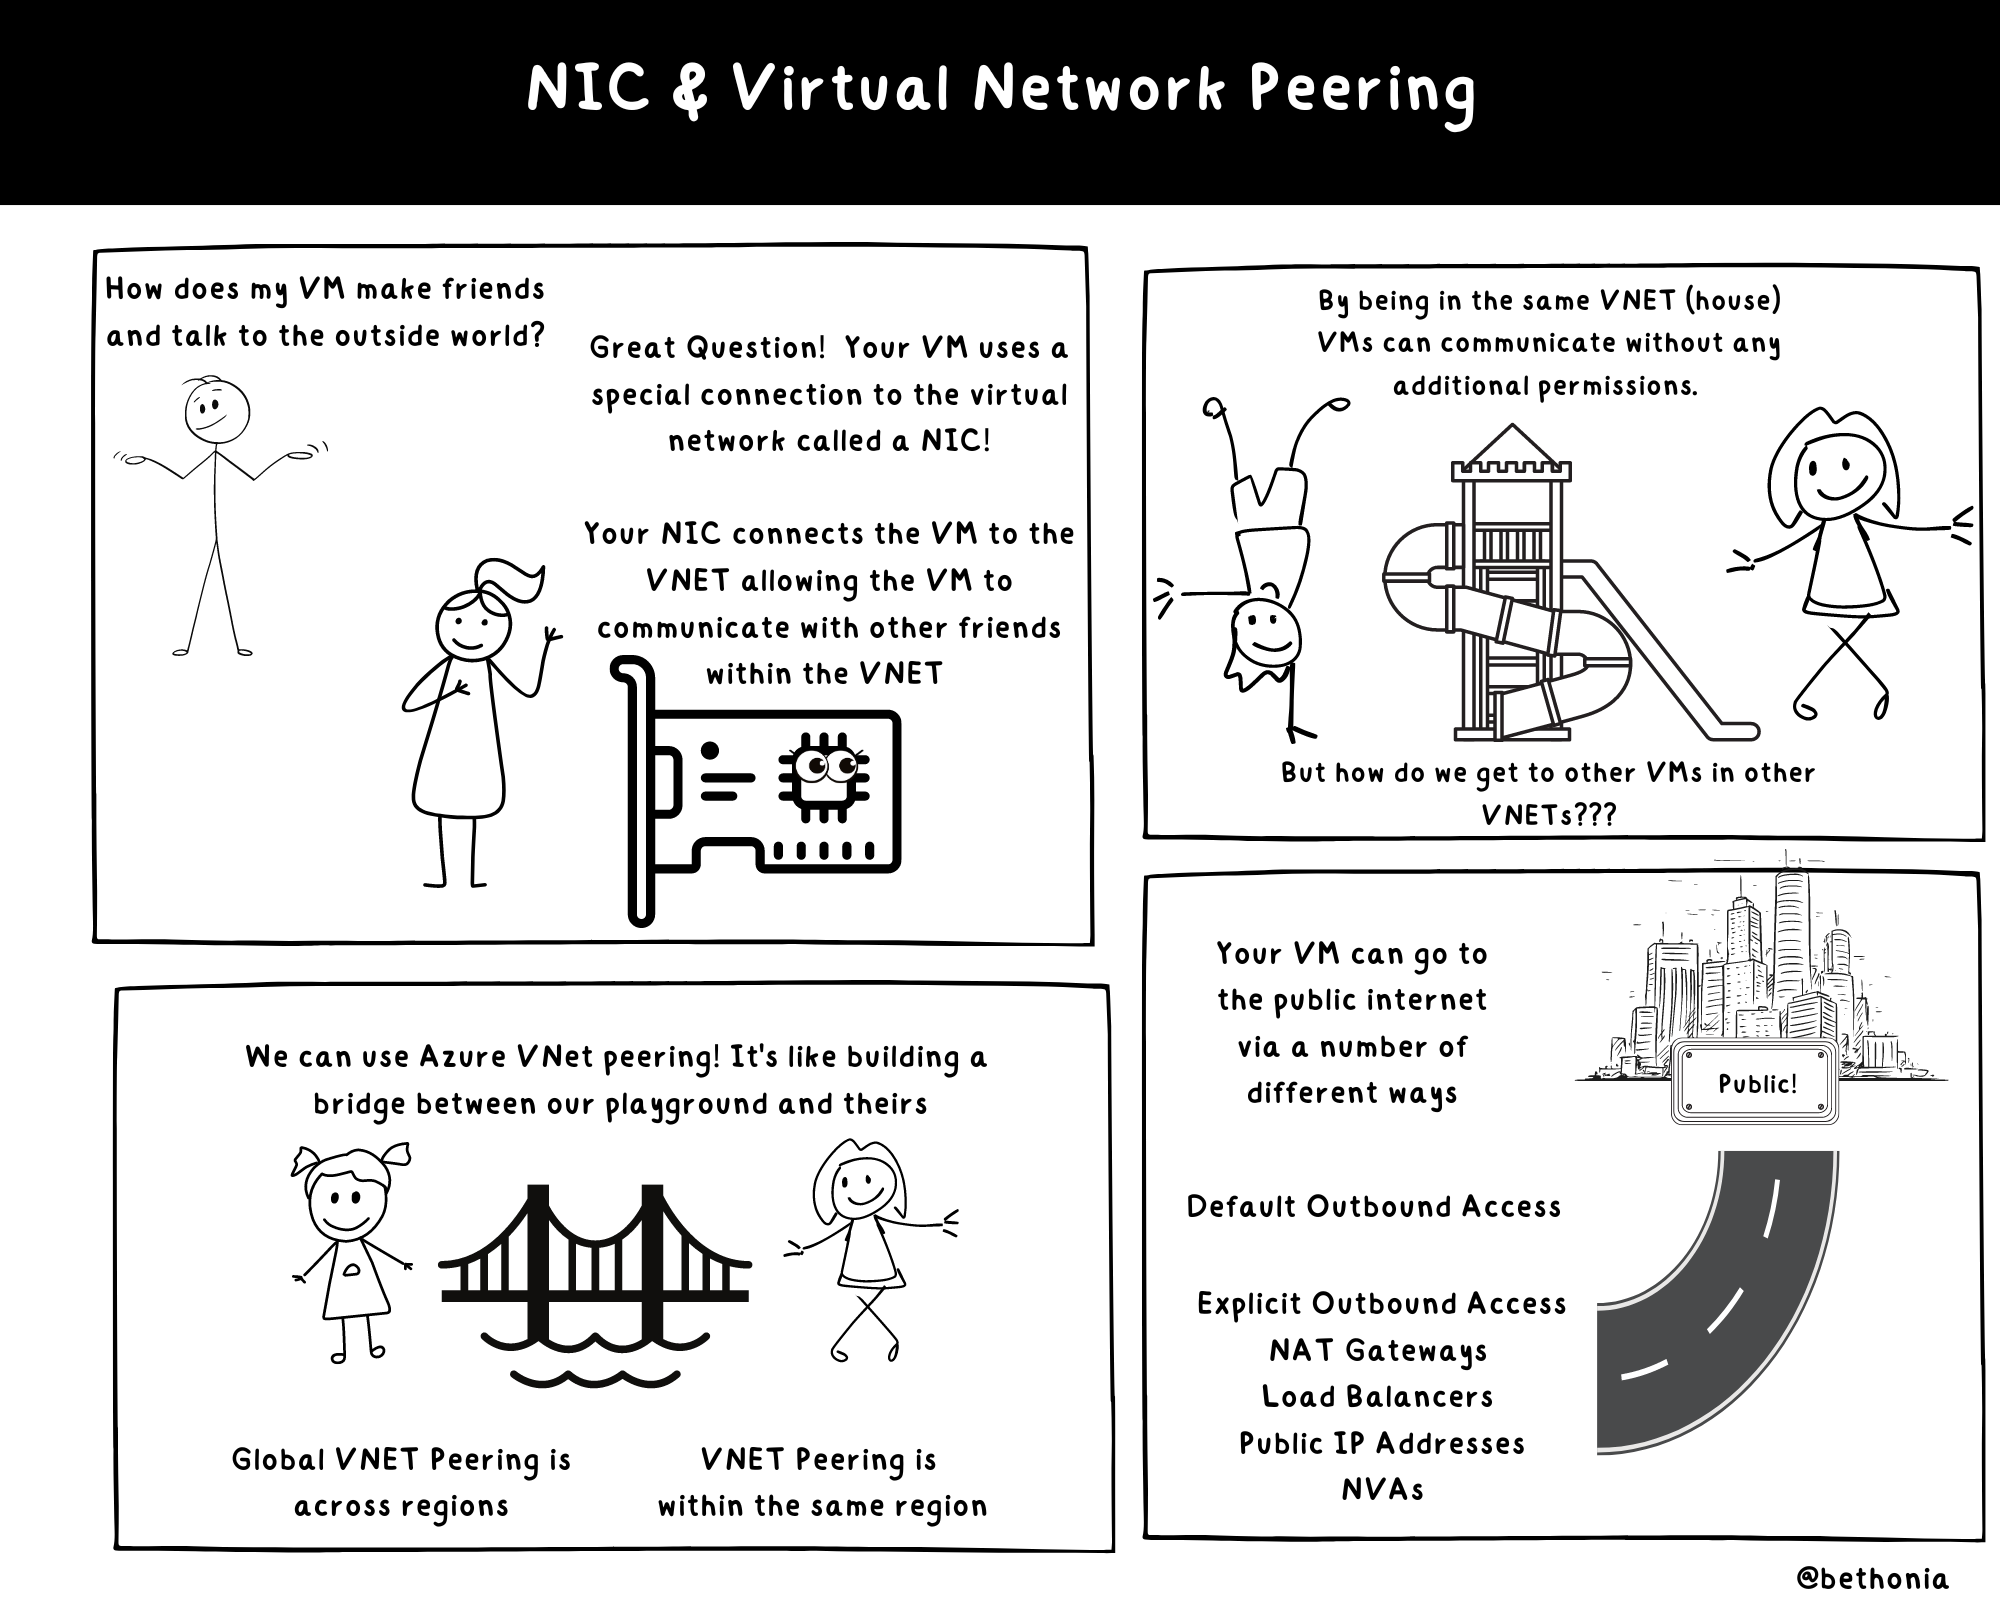 NIC & Virtual Network Peering
How does my VM make friends
and talk to the outside world?
Great Question! Your VM uses a
special connection to the virtual
network called a NIC!
Your NIC connects the VM to the
VNET allowing the VM to
communicate with other friends
within the VNET
By being in the same VNET (house)
VMs can communicate without any
additional permissions.
But how do we get to other VMs in other
VNETs???
We can use Azure VNet peering! It's like building a
bridge between our playground and theirs
Global VNET Peering is
across regions
VNET Peering is
within the same region
Your VM can go to
the public internet
via a number of
different ways
Public!
Default Outbound Access
Explicit Outbound Access
NAT Gateways
Load Balancers
Public IP Addresses
NVAs
@bethonia